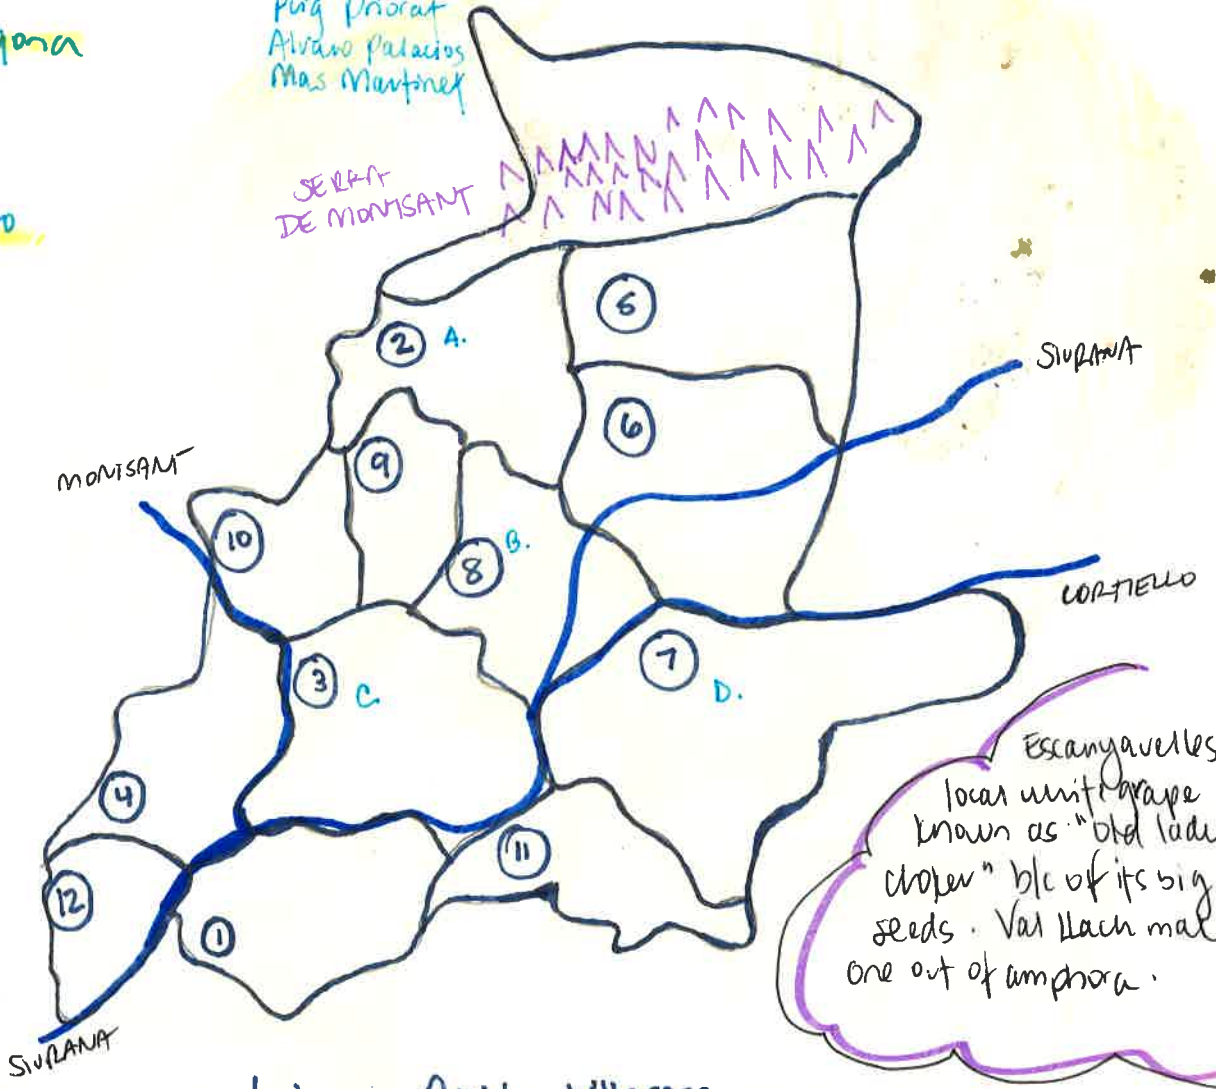 Puig Priorat
Alvaro Palacios
Mas Martinet
SERRA
DE MONTSANT
5
2 A.
SIURANA
6
9
MONTSANT
10
8 B.
CORTIELLO
7 D.
3 C.
4
11
12
1
SIURANA
Escanyavelles
local white grape
known as "old lady
choker" b/c of its big
seeds. Val Llach
one out of amphora.